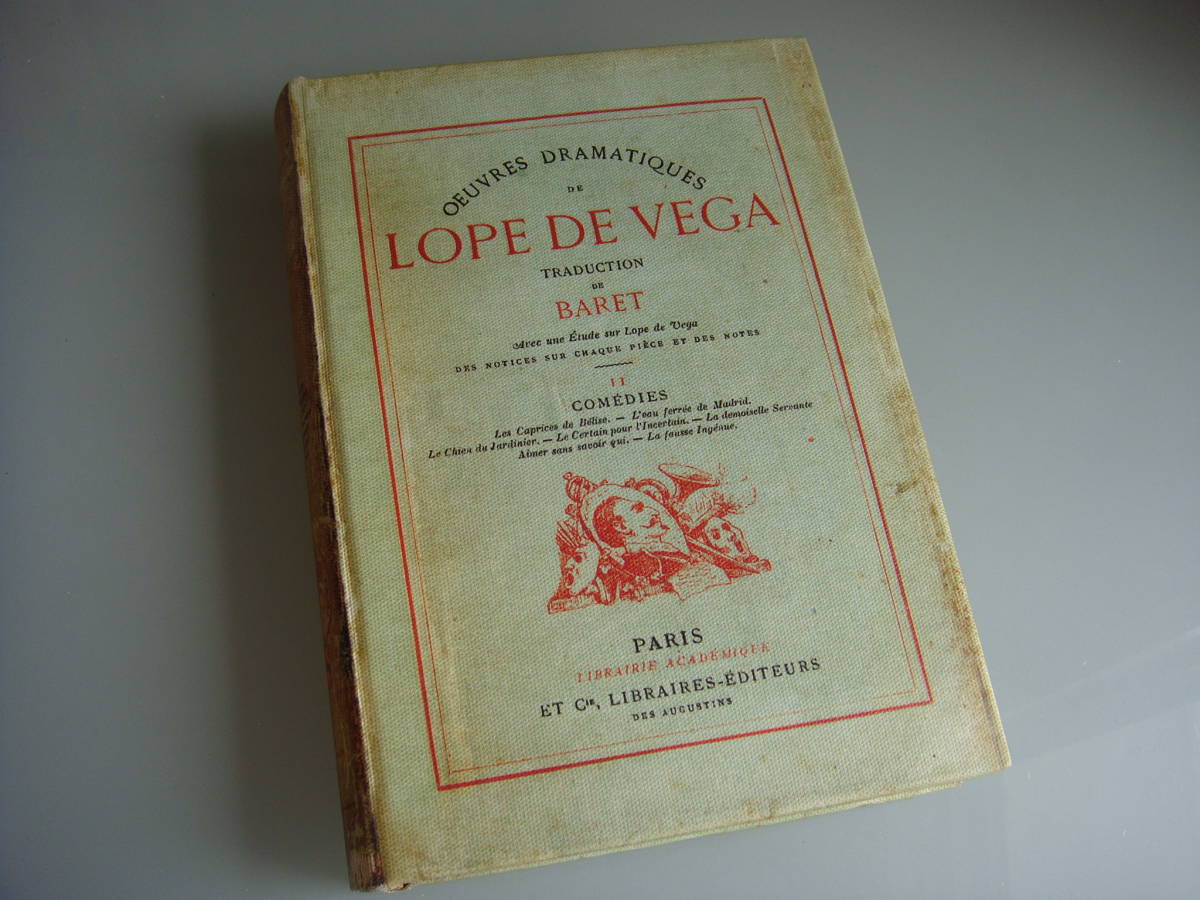 OEUVRES DRAMATIQUES
DE
LOPE DE VEGA
TRADUCTION
DE
BARET
Avec une Étude sur Lope de Vega
DES NOTICES SUR CHAQUE PIÈCE ET DES NOTES
II
COMÉDIES
Les Caprices de Bélise. — L'eau ferrée de Madrid.
Le Chien du Jardinier. — Le Certain pour l'Incertain. — La demoiselle Servante
Aimer sans savoir qui. — La fausse Ingénue.
PARIS
LIBRAIRIE ACADÉMIQUE
ET Cie, LIBRAIRES-ÉDITEURS
DES AUGUSTINS